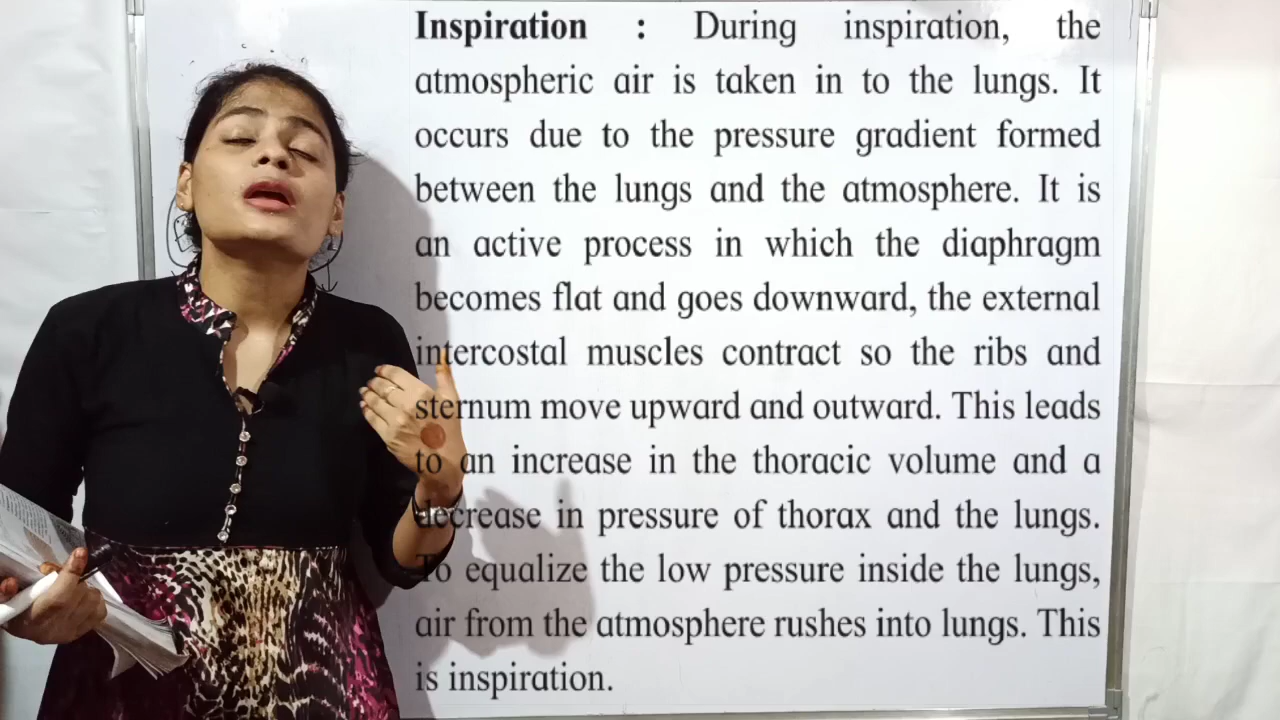 Inspiration : During inspiration, the
atmospheric air is taken in to the lungs. It
occurs due to the pressure gradient formed
between the lungs and the atmosphere. It is
an active process in which the diaphragm
becomes flat and goes downward, the external
intercostal muscles contract so the ribs and
sternum move upward and outward. This leads
to an increase in the thoracic volume and a
decrease in pressure of thorax and the lungs.
To equalize the low pressure inside the lungs,
air from the atmosphere rushes into lungs. This
is inspiration.